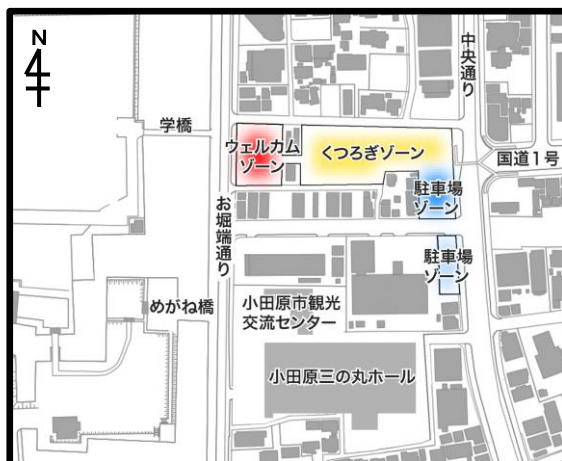 N
中央通り
学橋
ウェルカム
ゾーン
くつろぎゾーン
国道1号
駐車場
ゾーン
お堀端通り
駐車場
ゾーン
めがね橋
小田原市観光
交流センター
小田原三の丸ホール